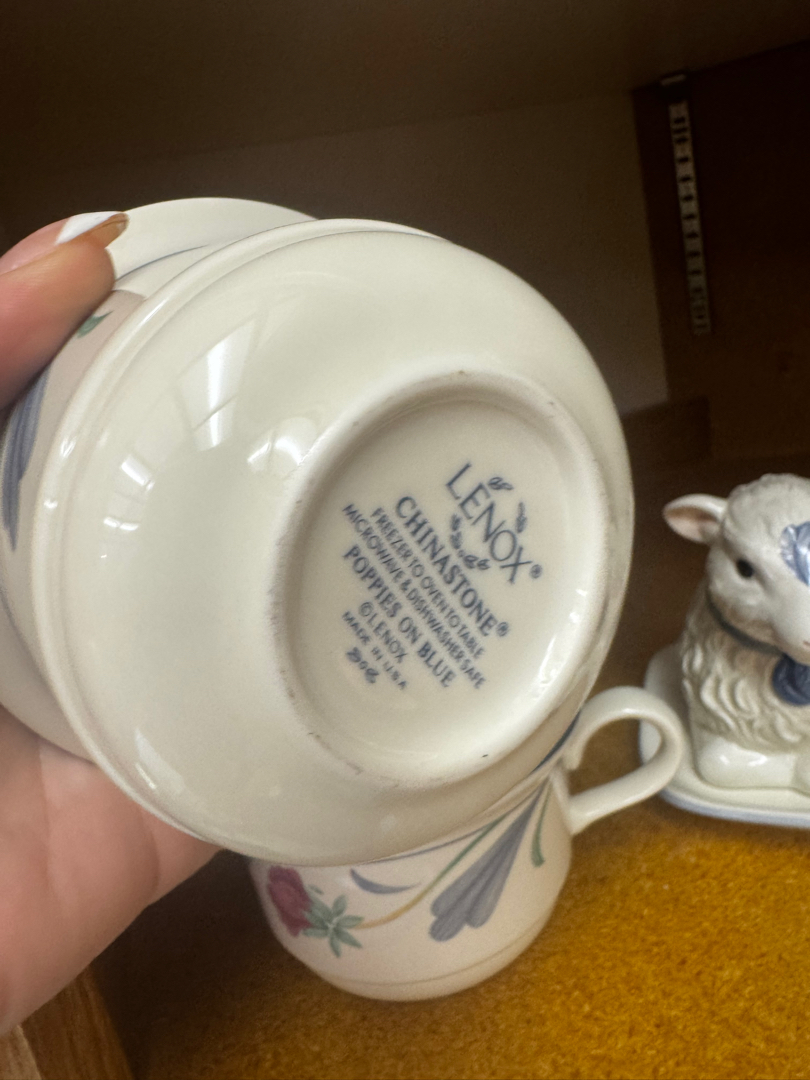 LENOX®
CHINASTONE®
FREEZER TO OVEN TO TABLE
MICROWAVE & DISHWASHER SAFE
POPPIES ON BLUE
© LENOX
MADE IN U.S.A.